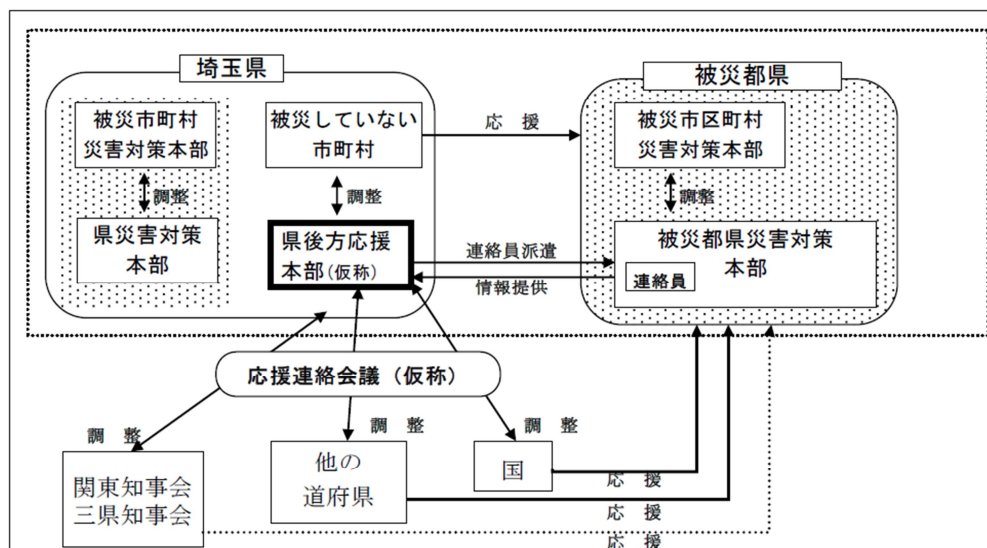 埼玉県
被災市町村
災害対策本部
調整
県災害対策
本部
被災していない
市町村
調整
県後方応援
本部(仮称)
応 援
連絡員派遣
情報提供
被災都県
被災市区町村
災害対策本部
調整
被災都県災害対策
本部
連絡員
応援連絡会議（仮称）
調 整
関東知事会
三県知事会
調 整
他の
道府県
調 整
国
応 援
応 援
応 援